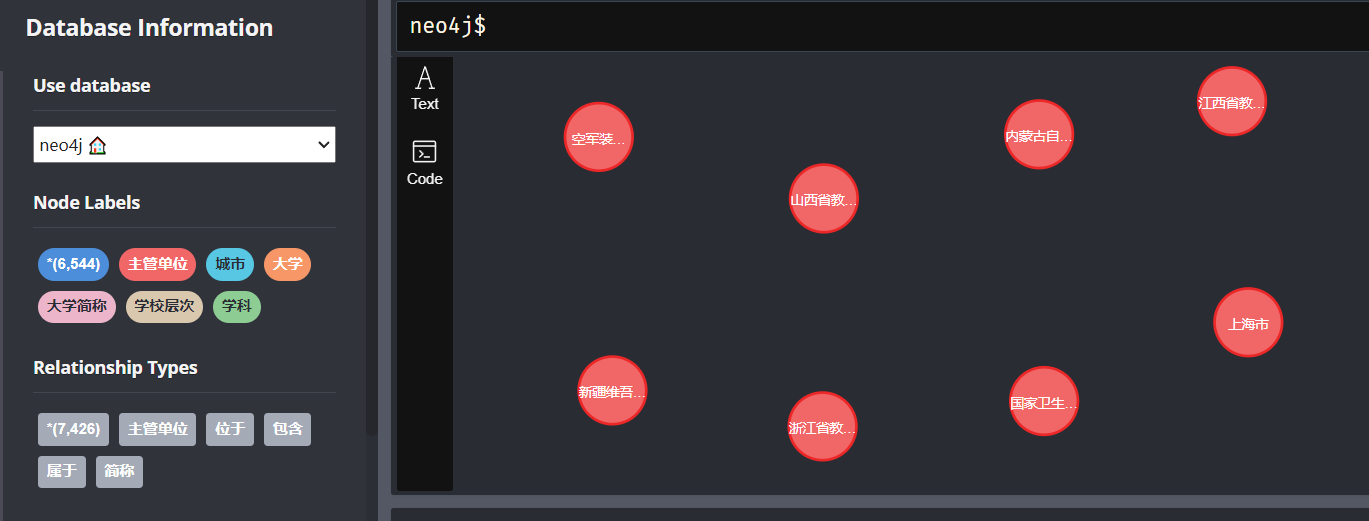 Database Information
Use database
neo4j
Node Labels
*(6,544) 主管单位 城市 大学
大学简称 学校层次 学科
Relationship Types
*(7,426) 主管单位 位于 包含
属于 简称
neo4j$
Text
Code
空军装...
山西省教...
内蒙古自...
江西省教...
新疆维吾...
浙江省教...
国家卫生...
上海市